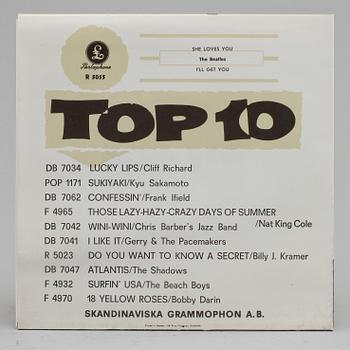 Parlophone
R 5055
SHE LOVES YOU
The Beatles
I'LL GET YOU
TOP 10
DB 7034 LUCKY LIPS/Cliff Richard
POP 1171 SUKIYAKI/Kyu Sakamoto
DB 7062 CONFESSIN'/Frank Ifield
F 4965 THOSE LAZY-HAZY-CRAZY DAYS OF SUMMER
/Nat King Cole
DB 7042 WINI-WINI/Chris Barber's Jazz Band
DB 7041 I LIKE IT/Gerry & The Pacemakers
R 5023 DO YOU WANT TO KNOW A SECRET/Billy J. Kramer
DB 7047 ATLANTIS/The Shadows
F 4932 SURFIN' USA/The Beach Boys
F 4970 18 YELLOW ROSES/Bobby Darin
SKANDINAVISKA GRAMMOPHON A.B.